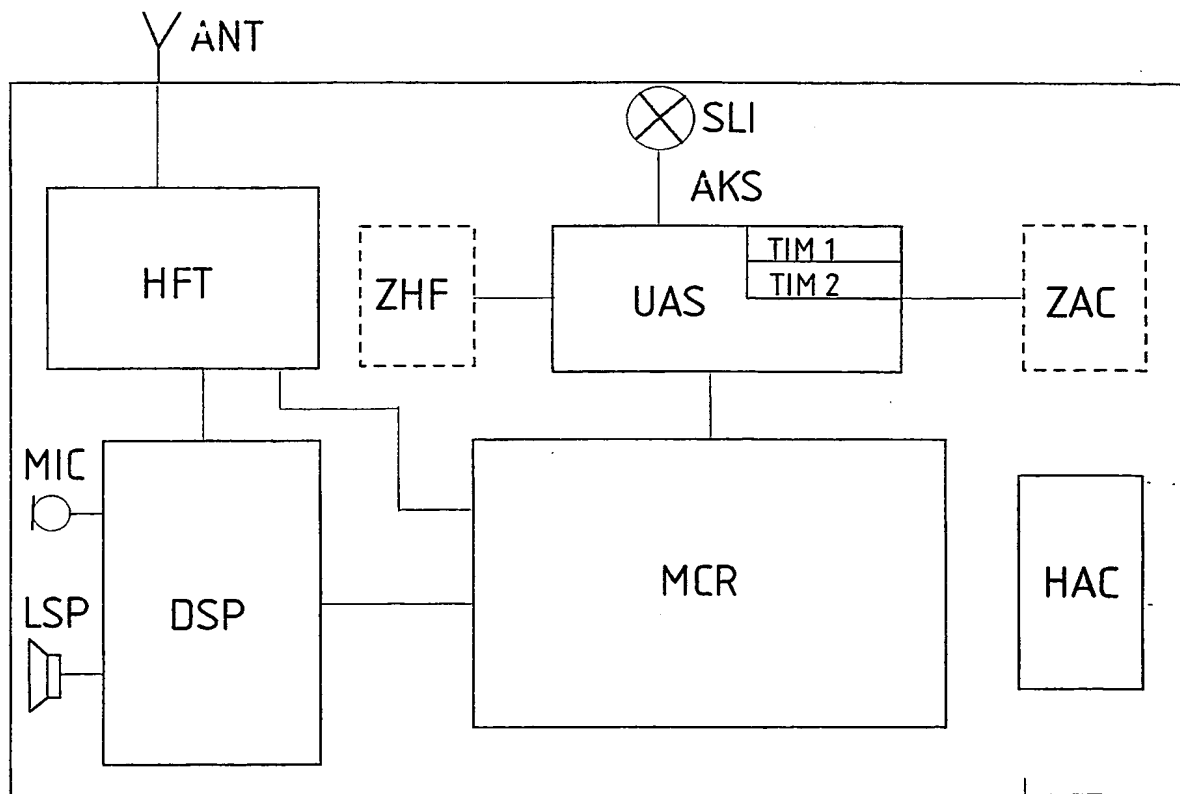 ANT
SLI
AKS
TIM 1
TIM 2
HFT
ZHF
UAS
ZAC
MIC
LSP
DSP
MCR
HAC